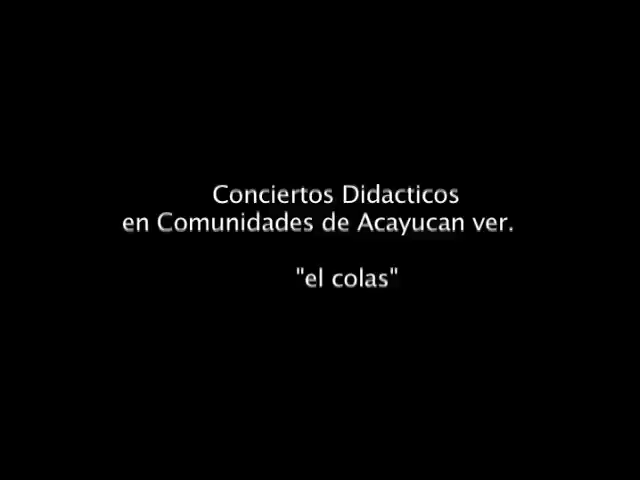 Conciertos Didacticos
en Comunidades de Acayucan ver.
"el colas"